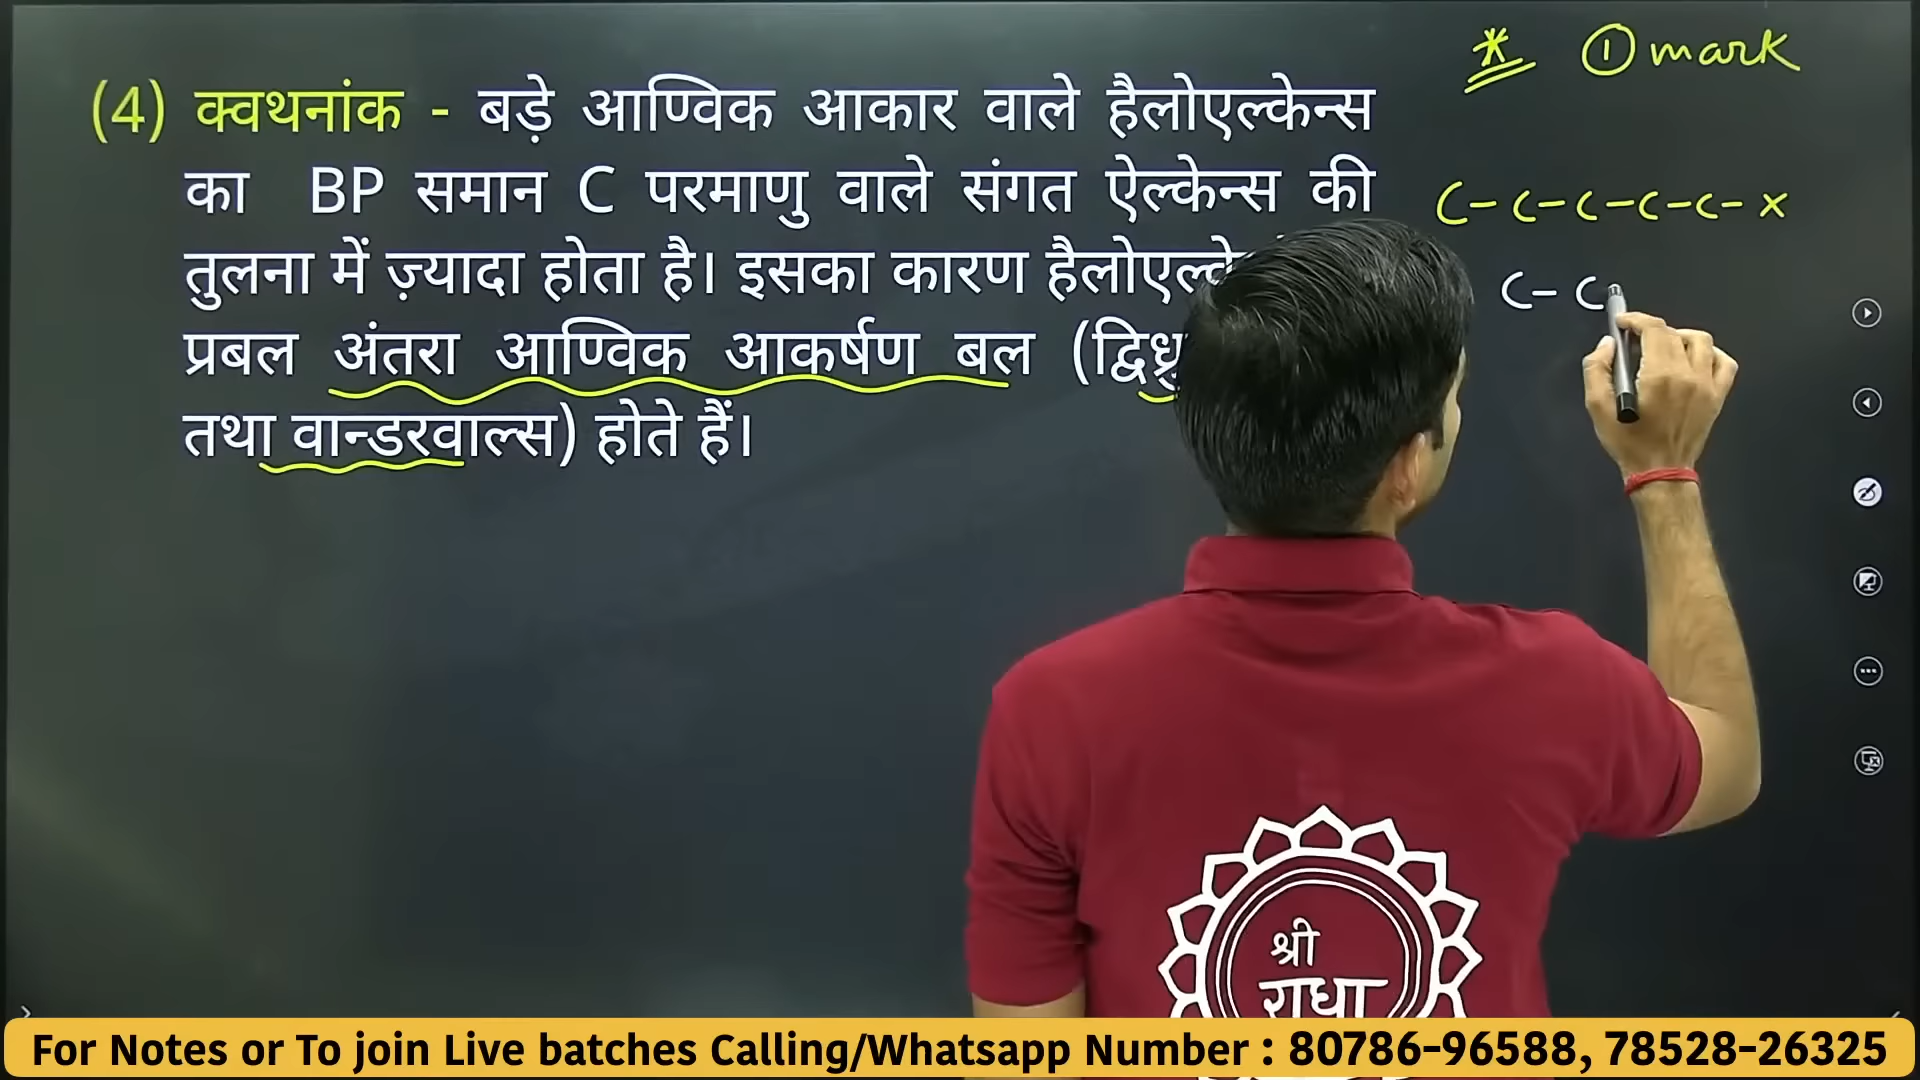 * ① mark
(4) क्वथनांक - बड़े आण्विक आकार वाले हैलोएल्केन्स
का BP समान C परमाणु वाले संगत ऐल्केन्स की
तुलना में ज़्यादा होता है। इसका कारण
प्रबल अंतरा आण्विक आकर्षण बल
तथा वान्डरवाल्स) होते हैं।
C-C-C-C-C-x
C-C
श्री
राधा
For Notes or To join Live batches Calling/Whatsapp Number : 80786-96588, 78528-26325